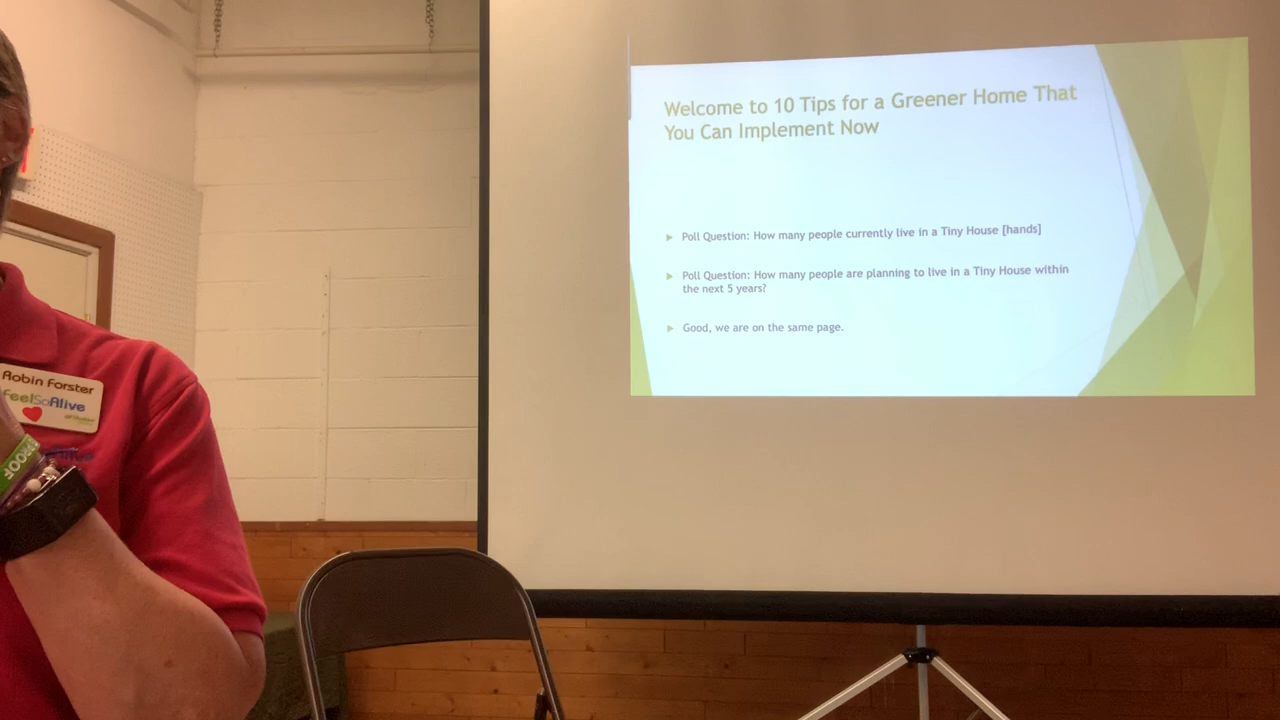 Welcome to 10 Tips for a Greener Home That
You Can Implement Now
Poll Question: How many people currently live in a Tiny House [hands]
Poll Question: How many people are planning to live in a Tiny House within
the next 5 years?
Good, we are on the same page.
Robin Forster
FeelSoAlive
PROOF